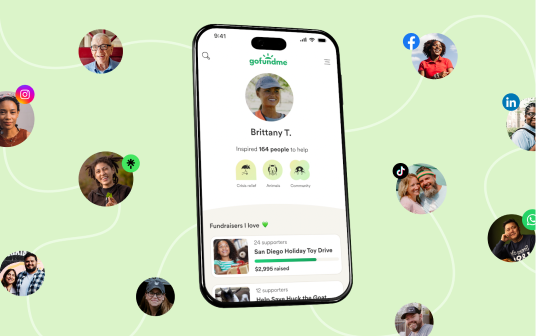 9:41
gofundme
Brittany T.
Inspired 164 people to help
Crisis relief
Animals
Community
Fundraisers I love 💚
24 supporters
San Diego Holiday Toy Drive
$2,995 raised
12 supporters
Help Save Huck the Goat
in